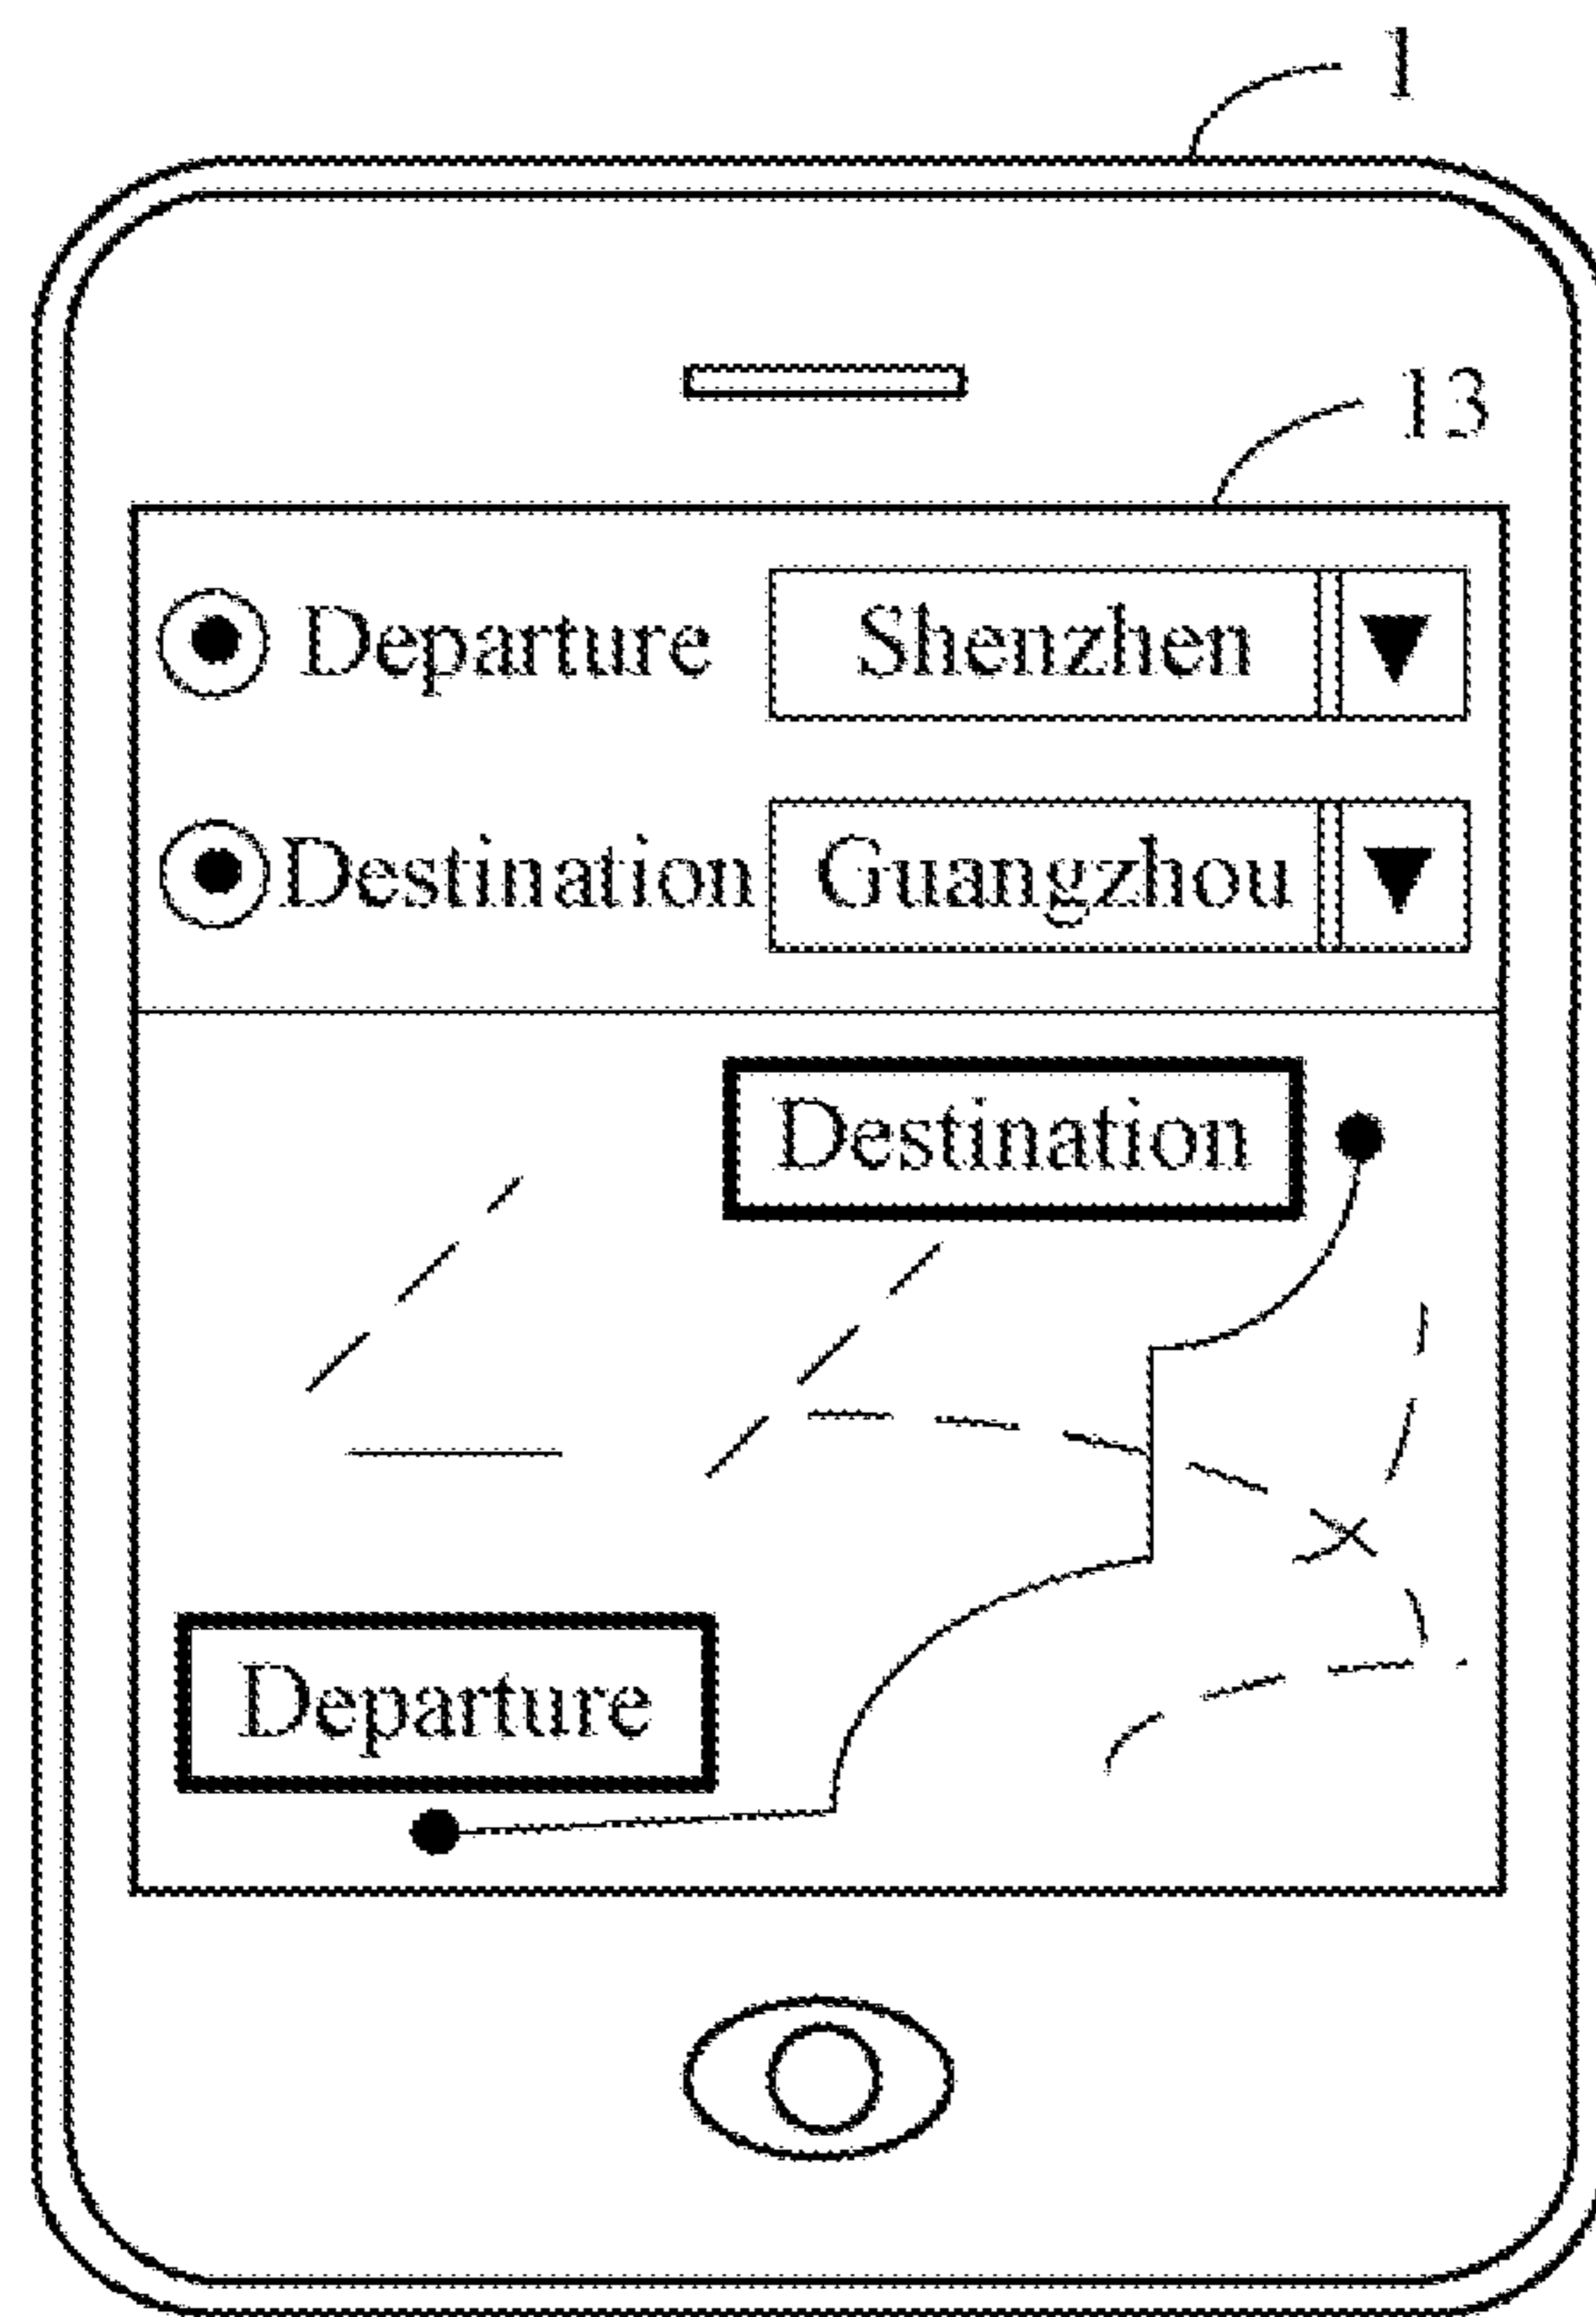 1
13
Departure Shenzhen
Destination Guangzhou
Destination
Departure